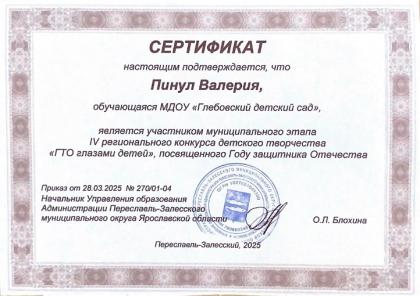 СЕРТИФИКАТ
настоящим подтверждается, что
Пинул Валерия,
обучающаяся МДОУ «Глебовский детский сад»,
является участником муниципального этапа
IV регионального конкурса детского творчества
«ГТО глазами детей», посвященного Году защитника Отечества
Приказ от 28.03.2025 № 270/01-04
Начальник Управления образования
Администрации Переславль-Залесского
муниципального округа Ярославской области
О.Л. Блохина
Переславль-Залесский, 2025